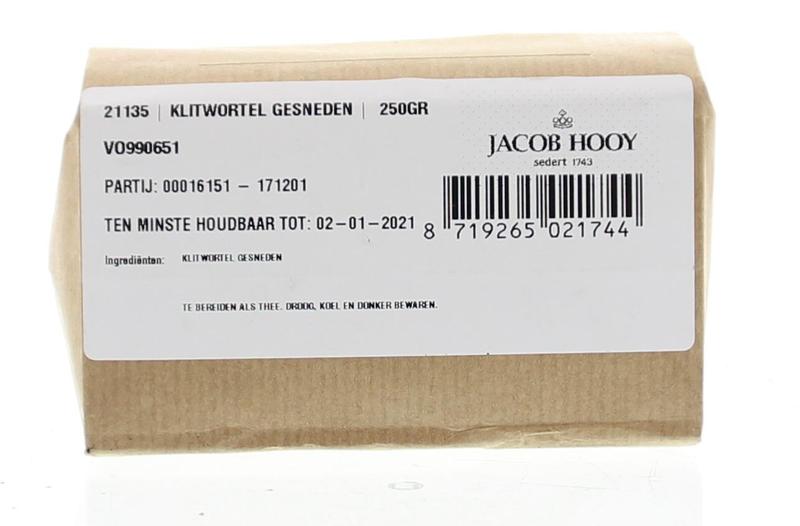 21135 | KLITWORTEL GESNEDEN | 250GR
VO990651
JACOB HOOY
sedert 1743
PARTIJ: 00016151 – 171201
TEN MINSTE HOUDBAAR TOT: 02-01-2021
8 719265 021744
Ingrediënten: KLITWORTEL GESNEDEN
TE BEREIDEN ALS THEE. DROOG, KOEL EN DONKER BEWAREN.